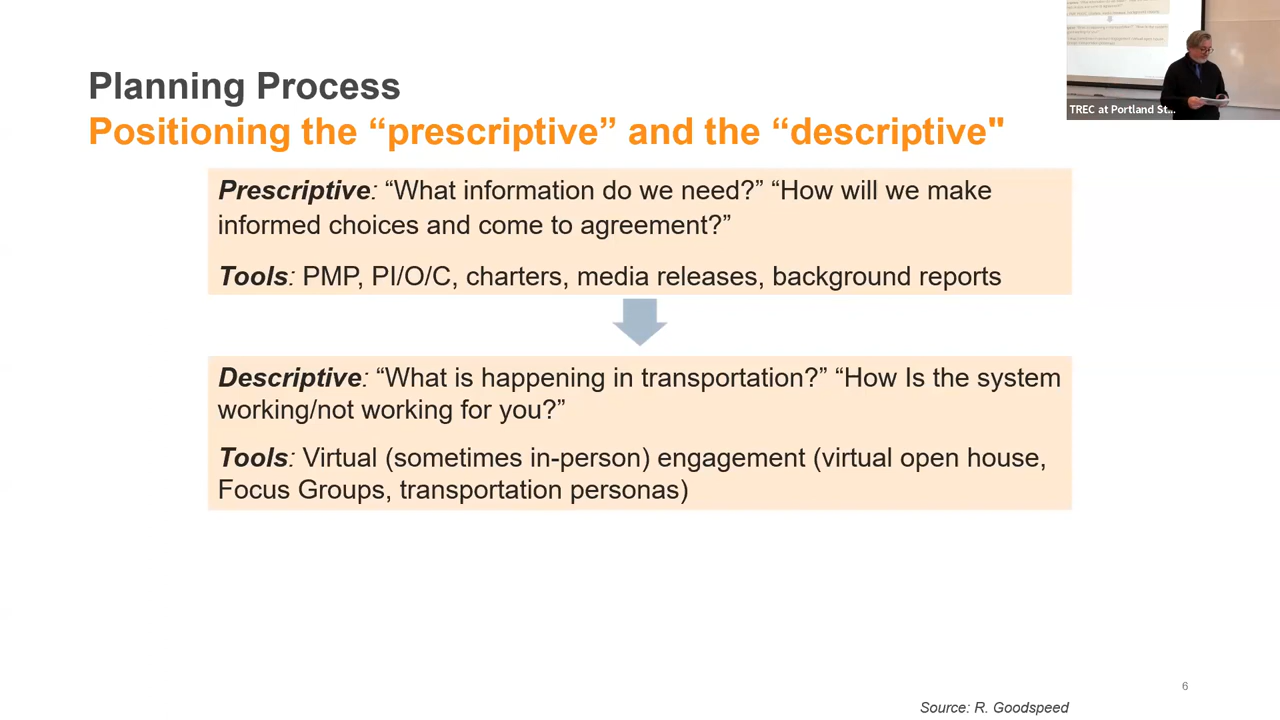 Planning Process
Positioning the “prescriptive” and the “descriptive"
Prescriptive: “What information do we need?” “How will we make
informed choices and come to agreement?”
Tools: PMP, PI/O/C, charters, media releases, background reports
Descriptive: “What is happening in transportation?” “How Is the system
working/not working for you?”
Tools: Virtual (sometimes in-person) engagement (virtual open house,
Focus Groups, transportation personas)
6
Source: R. Goodspeed
TREC at Portland St...